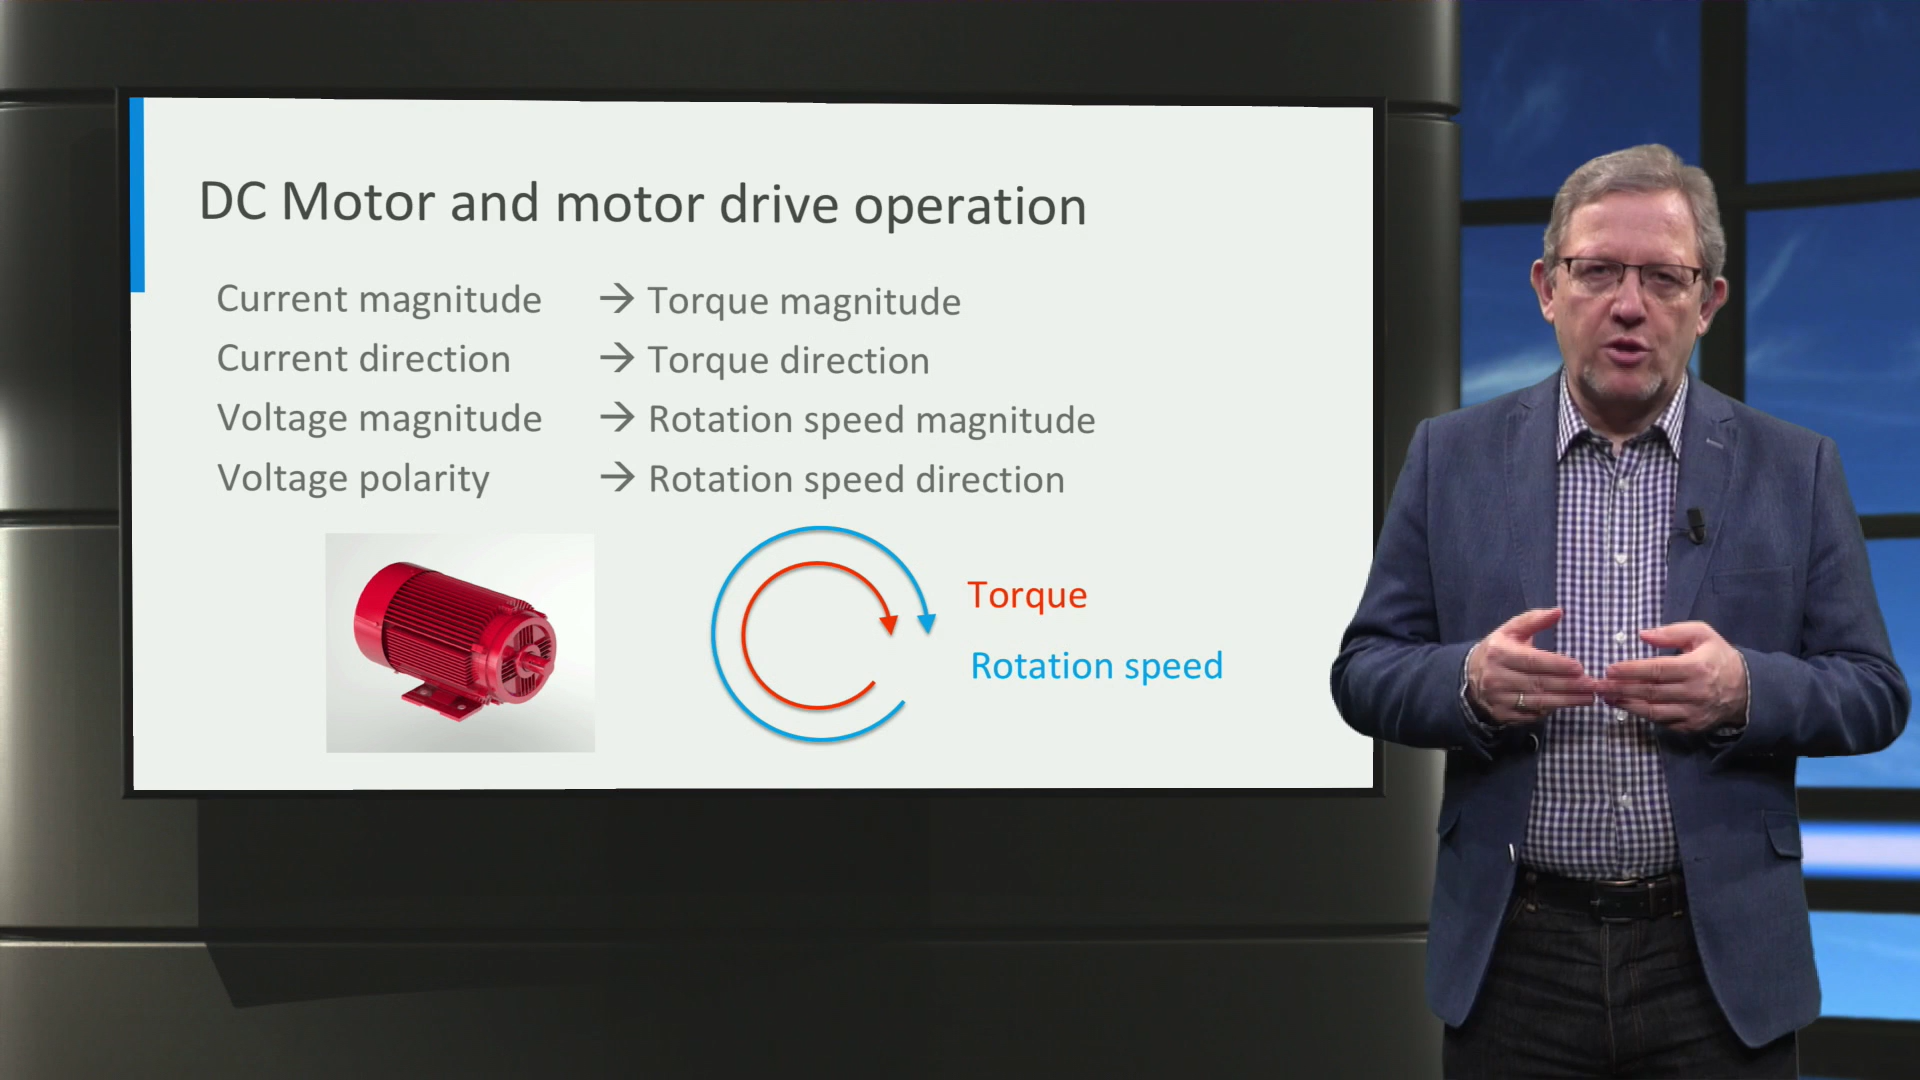 DC Motor and motor drive operation
Current magnitude → Torque magnitude
Current direction → Torque direction
Voltage magnitude → Rotation speed magnitude
Voltage polarity → Rotation speed direction
Torque
Rotation speed